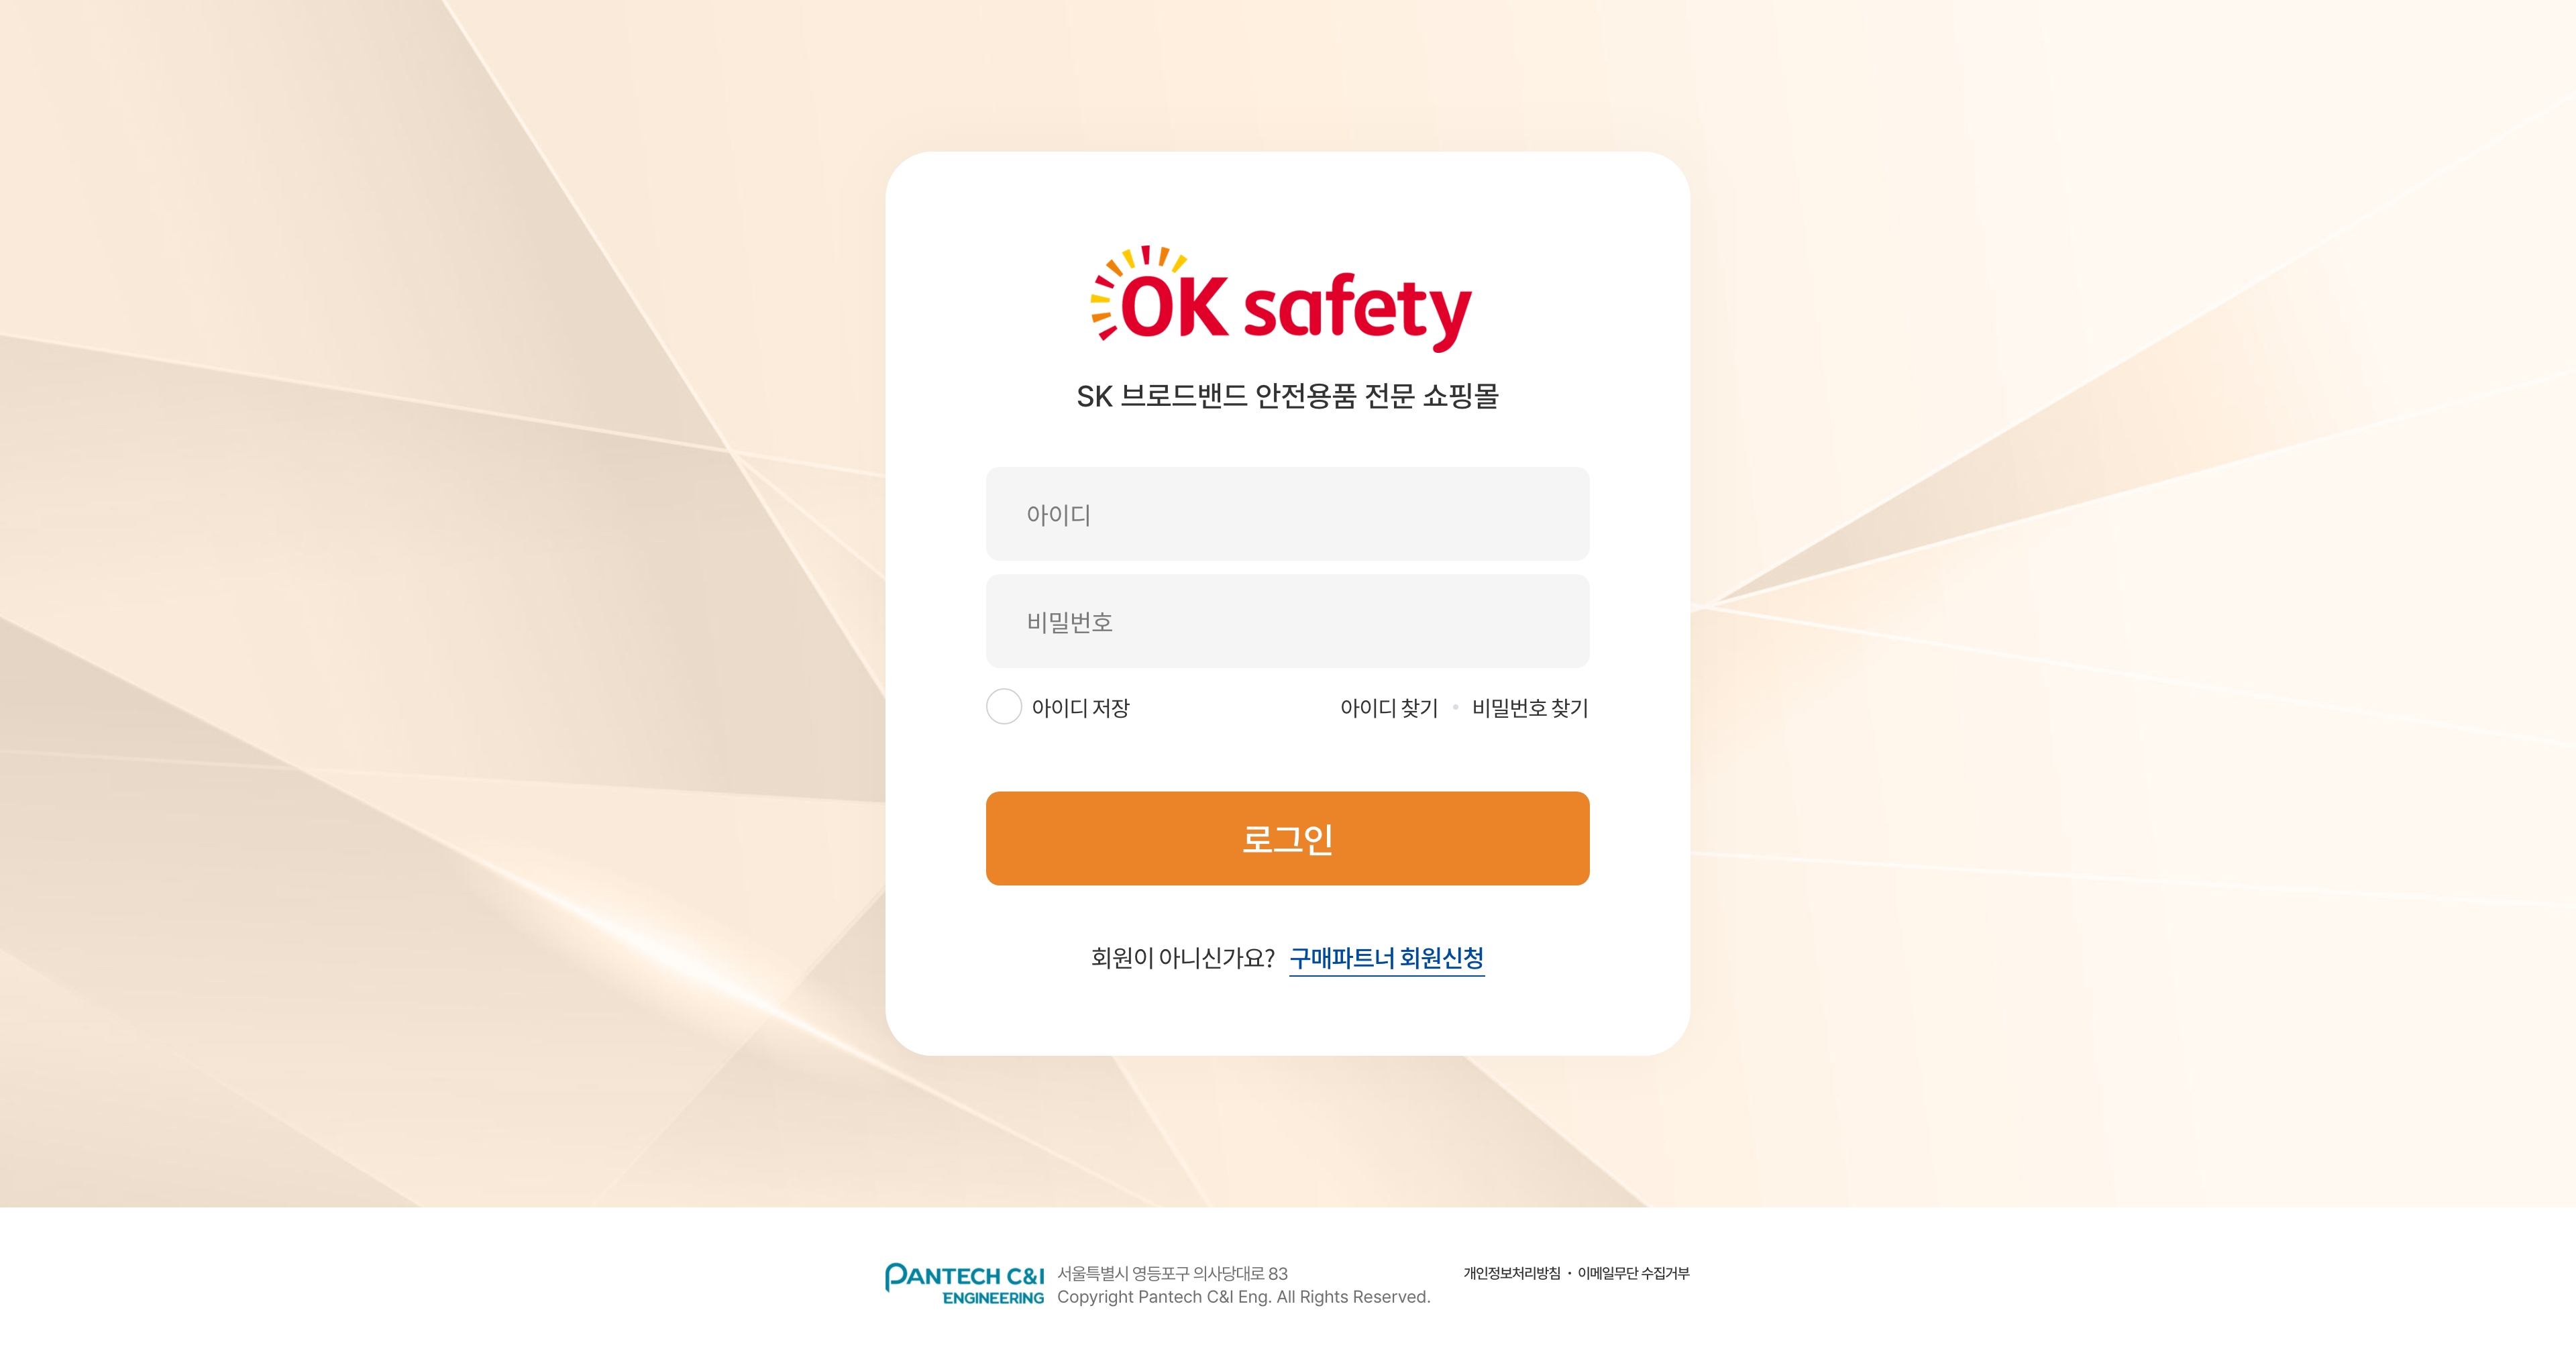 OK safety
SK 브로드밴드 안전용품 전문 쇼핑몰
아이디
비밀번호
아이디 저장
아이디 찾기 • 비밀번호 찾기
로그인
회원이 아니신가요? 구매파트너 회원신청
PANTECH C&I
ENGINEERING
서울특별시 영등포구 의사당대로 83
Copyright Pantech C&I Eng. All Rights Reserved.
개인정보처리방침 • 이메일무단 수집거부